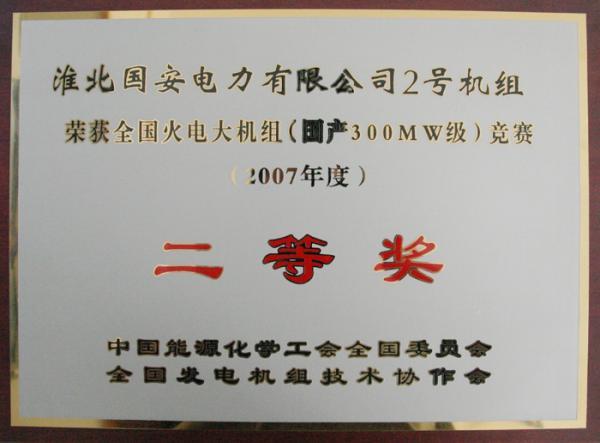 淮北国安电力有限公司2号机组
荣获全国火电大机组(国产300MW级)竞赛
(2007年度)
二等奖
中国能源化学工会全国委员会
全国发电机组技术协作会